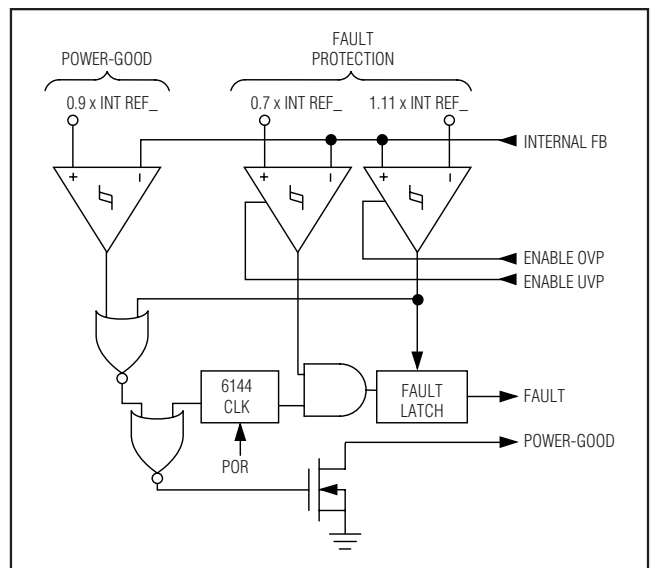 POWER-GOOD
FAULT
PROTECTION
0.9 x INT REF_
0.7 x INT REF_
1.11 x INT REF_
INTERNAL FB
+ −
+ −
+ −
ENABLE OVP
ENABLE UVP
6144
CLK
FAULT
LATCH
FAULT
POWER-GOOD
POR